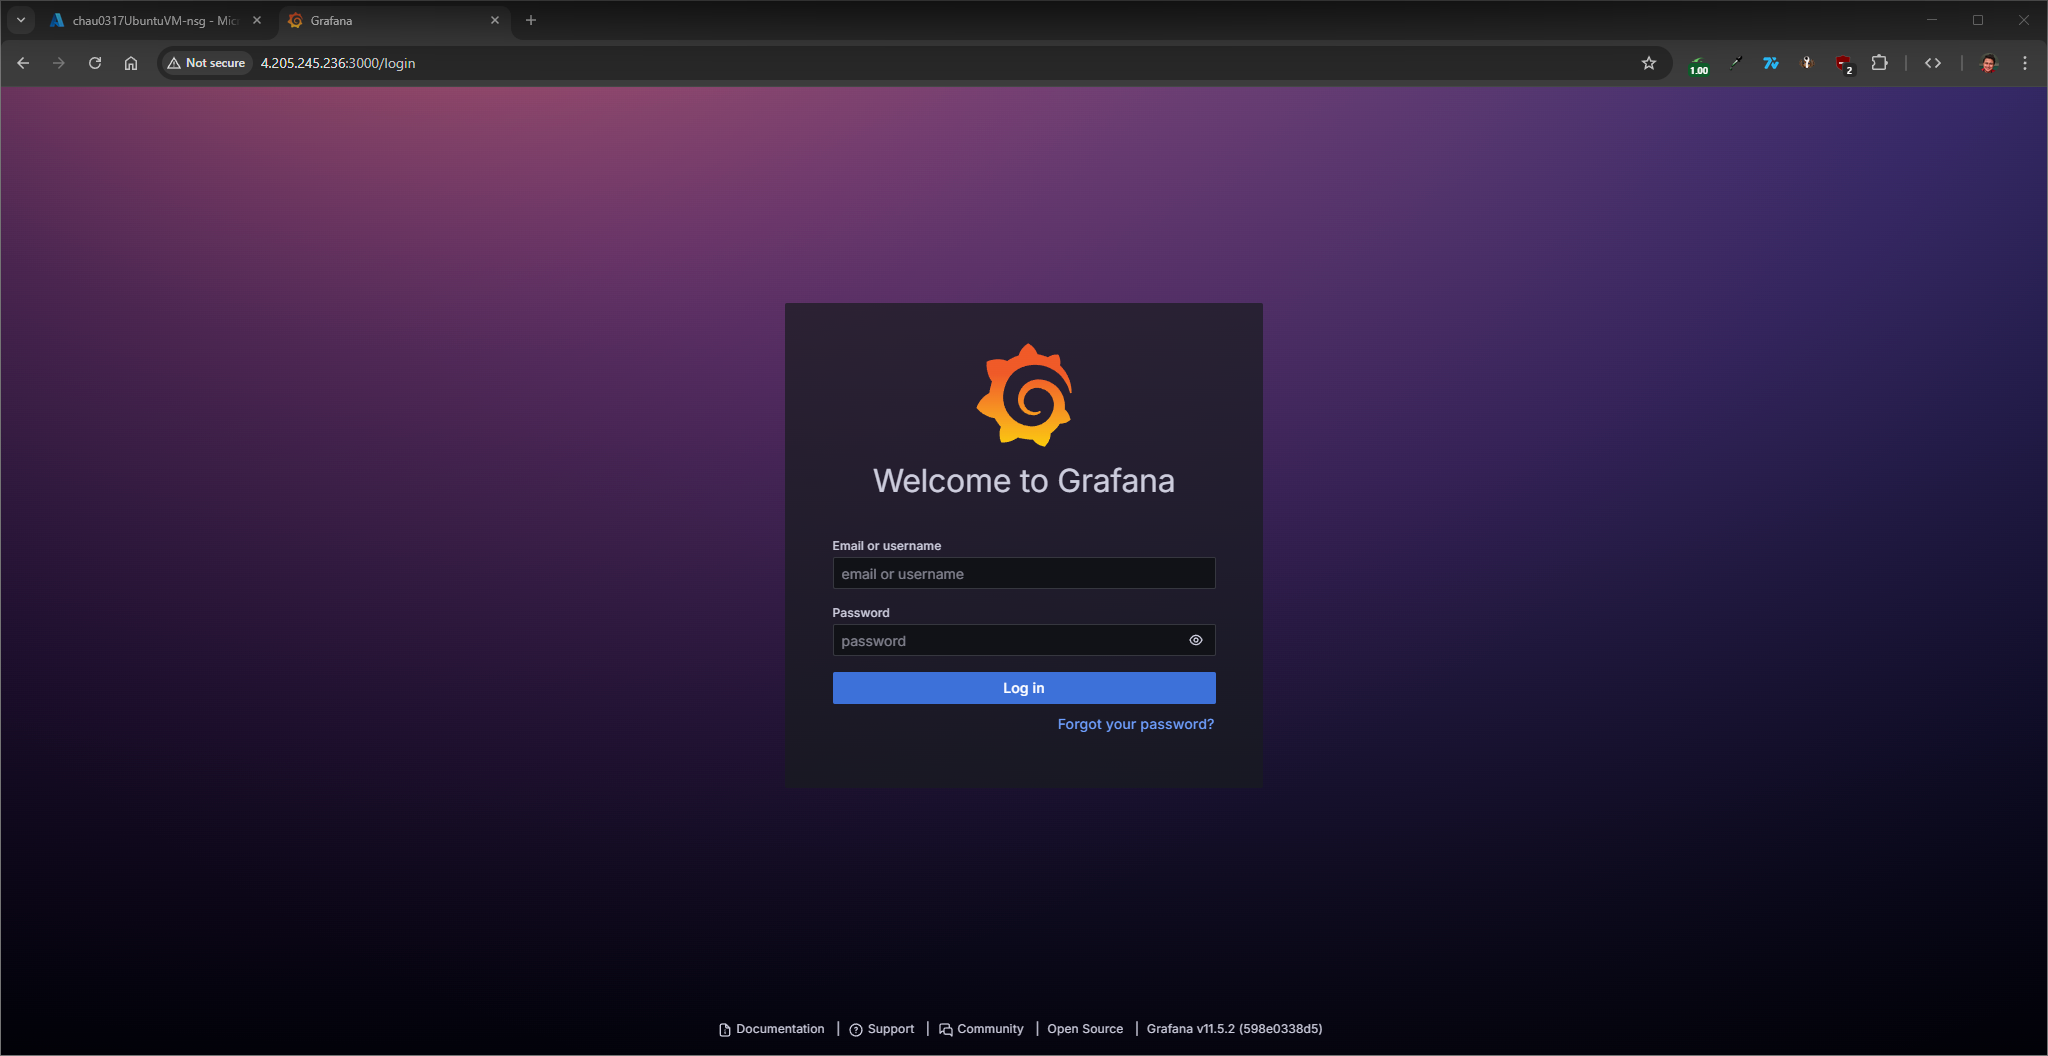 chau0317UbuntuVM-nsg - Mic
Grafana
Not secure
4.205.245.236:3000/login
1.00
2
Welcome to Grafana
Email or username
email or username
Password
password
Log in
Forgot your password?
Documentation | Support | Community | Open Source | Grafana v11.5.2 (598e0338d5)